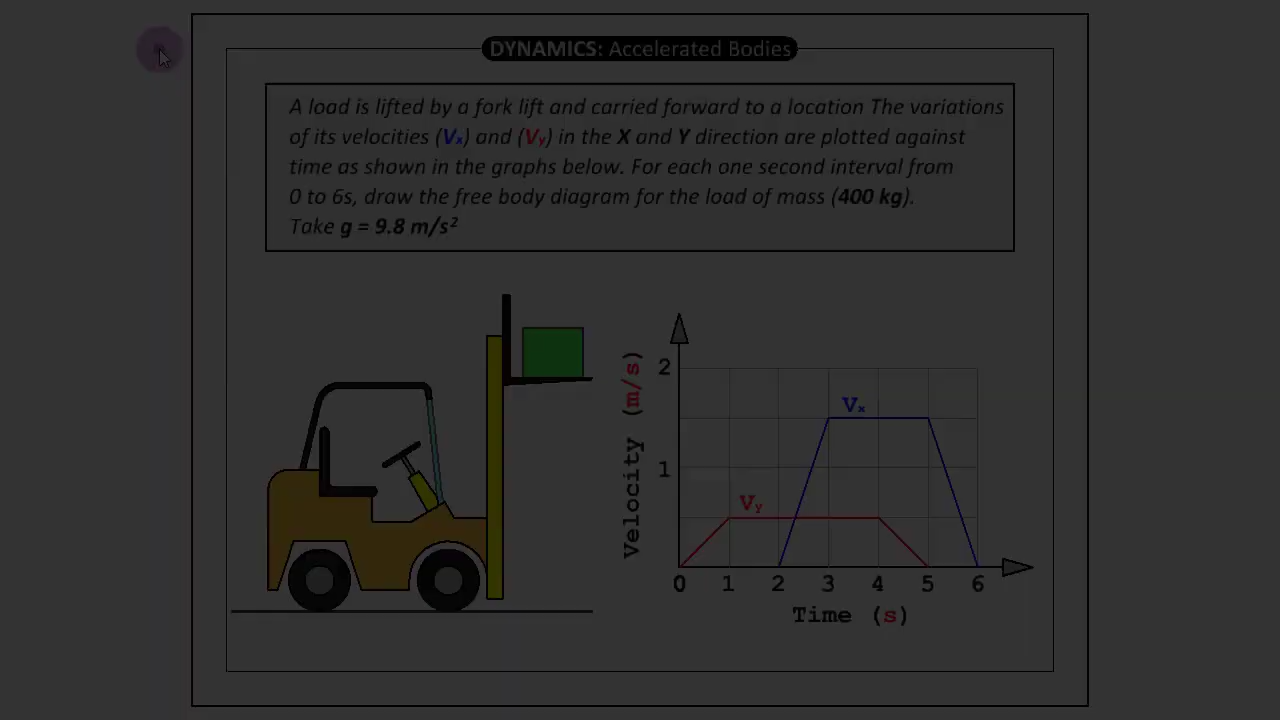 DYNAMICS: Accelerated Bodies
A load is lifted by a fork lift and carried forward to a location The variations
of its velocities (Vx) and (Vy) in the X and Y direction are plotted against
time as shown in the graphs below. For each one second interval from
0 to 6s, draw the free body diagram for the load of mass (400 kg).
Take g = 9.8 m/s²
Velocity (m/s)
2
1
Vx
Vy
0 1 2 3 4 5 6
Time (s)